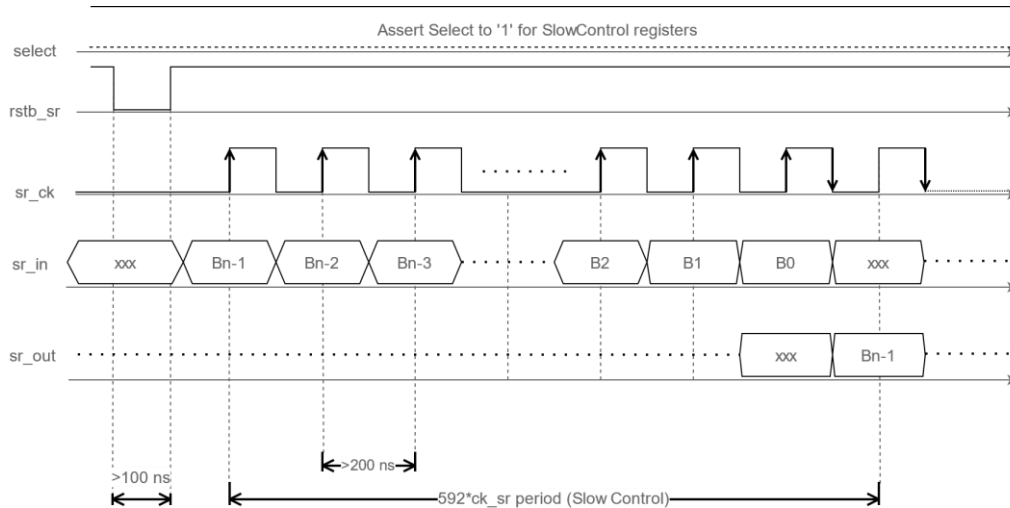 Assert Select to '1' for SlowControl registers
select
rstb_sr
sr_ck
sr_in xxx Bn-1 Bn-2 Bn-3 B2 B1 B0 xxx
sr_out xxx Bn-1
>100 ns >200 ns
592*ck_sr period (Slow Control)